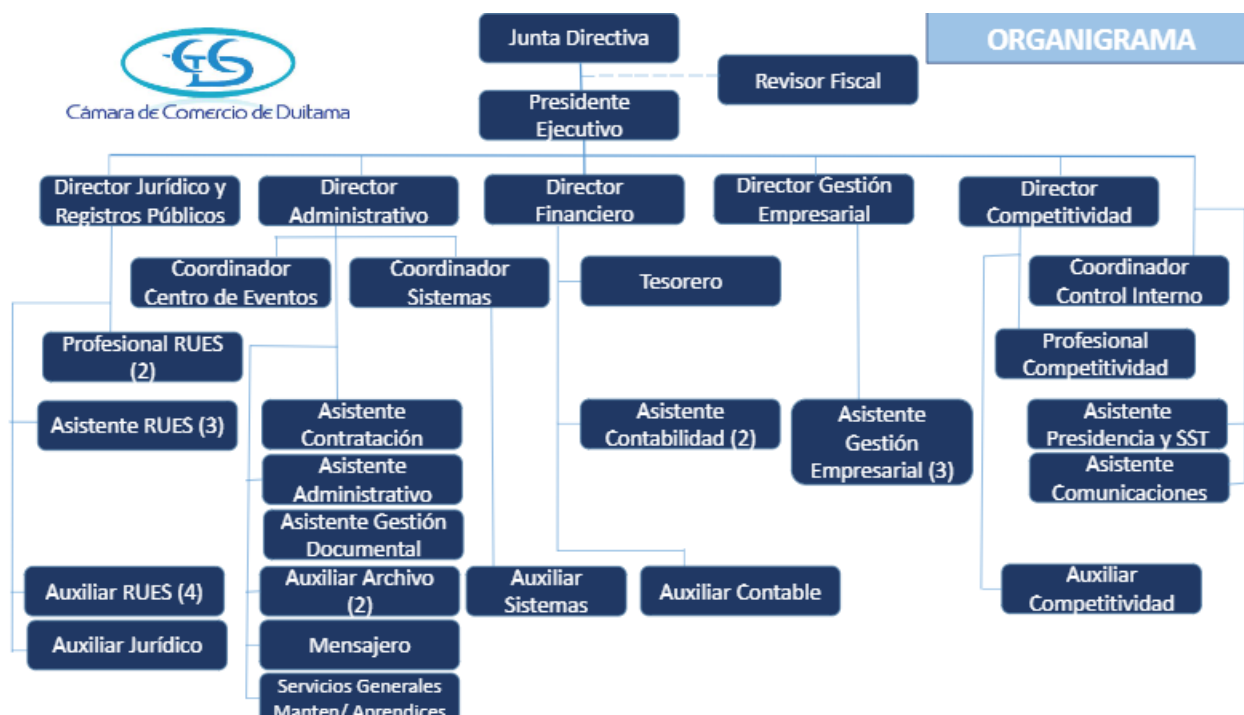 Junta Directiva
ORGANIGRAMA
Revisor Fiscal
Cámara de Comercio de Duitama
Presidente
Ejecutivo
Director Jurídico y
Registros Públicos
Director
Administrativo
Director
Financiero
Director Gestión
Empresarial
Director
Competitividad
Coordinador
Centro de Eventos
Coordinador
Sistemas
Tesorero
Coordinador
Control Interno
Profesional RUES
(2)
Profesional
Competitividad
Asistente RUES (3)
Asistente
Contratación
Asistente
Contabilidad (2)
Asistente
Gestión
Empresarial (3)
Asistente
Presidencia y SST
Asistente
Administrativo
Asistente
Comunicaciones
Asistente Gestión
Documental
Auxiliar RUES (4)
Auxiliar Archivo
(2)
Auxiliar
Sistemas
Auxiliar Contable
Auxiliar
Competitividad
Auxiliar Jurídico
Mensajero
Servicios Generales
Manten/ Aprendices